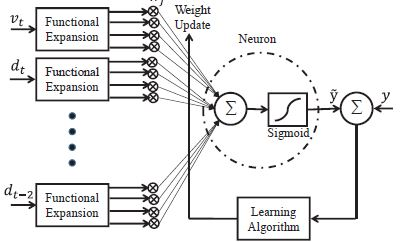 v_t
Functional
Expansion
Weight
Update
Neuron
d_t
Functional
Expansion
Σ
Sigmoid
ỹ
Σ
y
d_{t-2}
Functional
Expansion
Learning
Algorithm